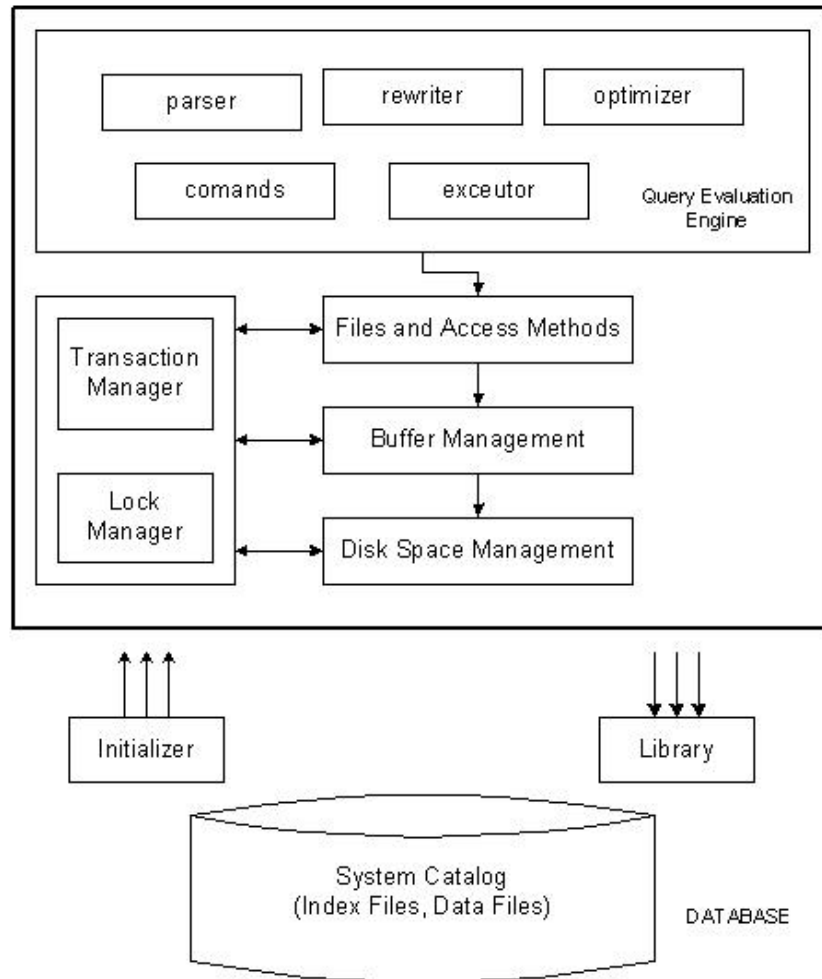 parser
rewriter
optimizer
comands
exceutor
Query Evaluation
Engine
Transaction
Manager
Lock
Manager
Files and Access Methods
Buffer Management
Disk Space Management
Initializer
Library
System Catalog
(Index Files, Data Files)
DATABASE